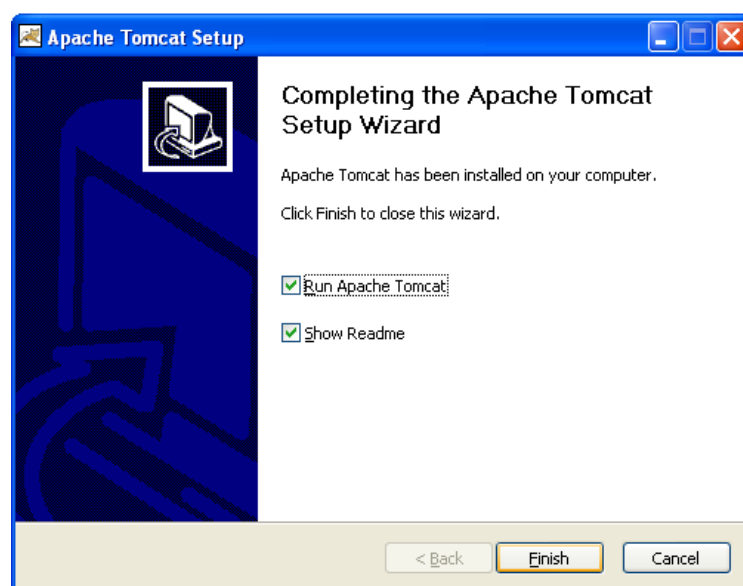 Apache Tomcat Setup
Completing the Apache Tomcat
Setup Wizard
Apache Tomcat has been installed on your computer.
Click Finish to close this wizard.
Run Apache Tomcat
Show Readme
< Back Finish Cancel